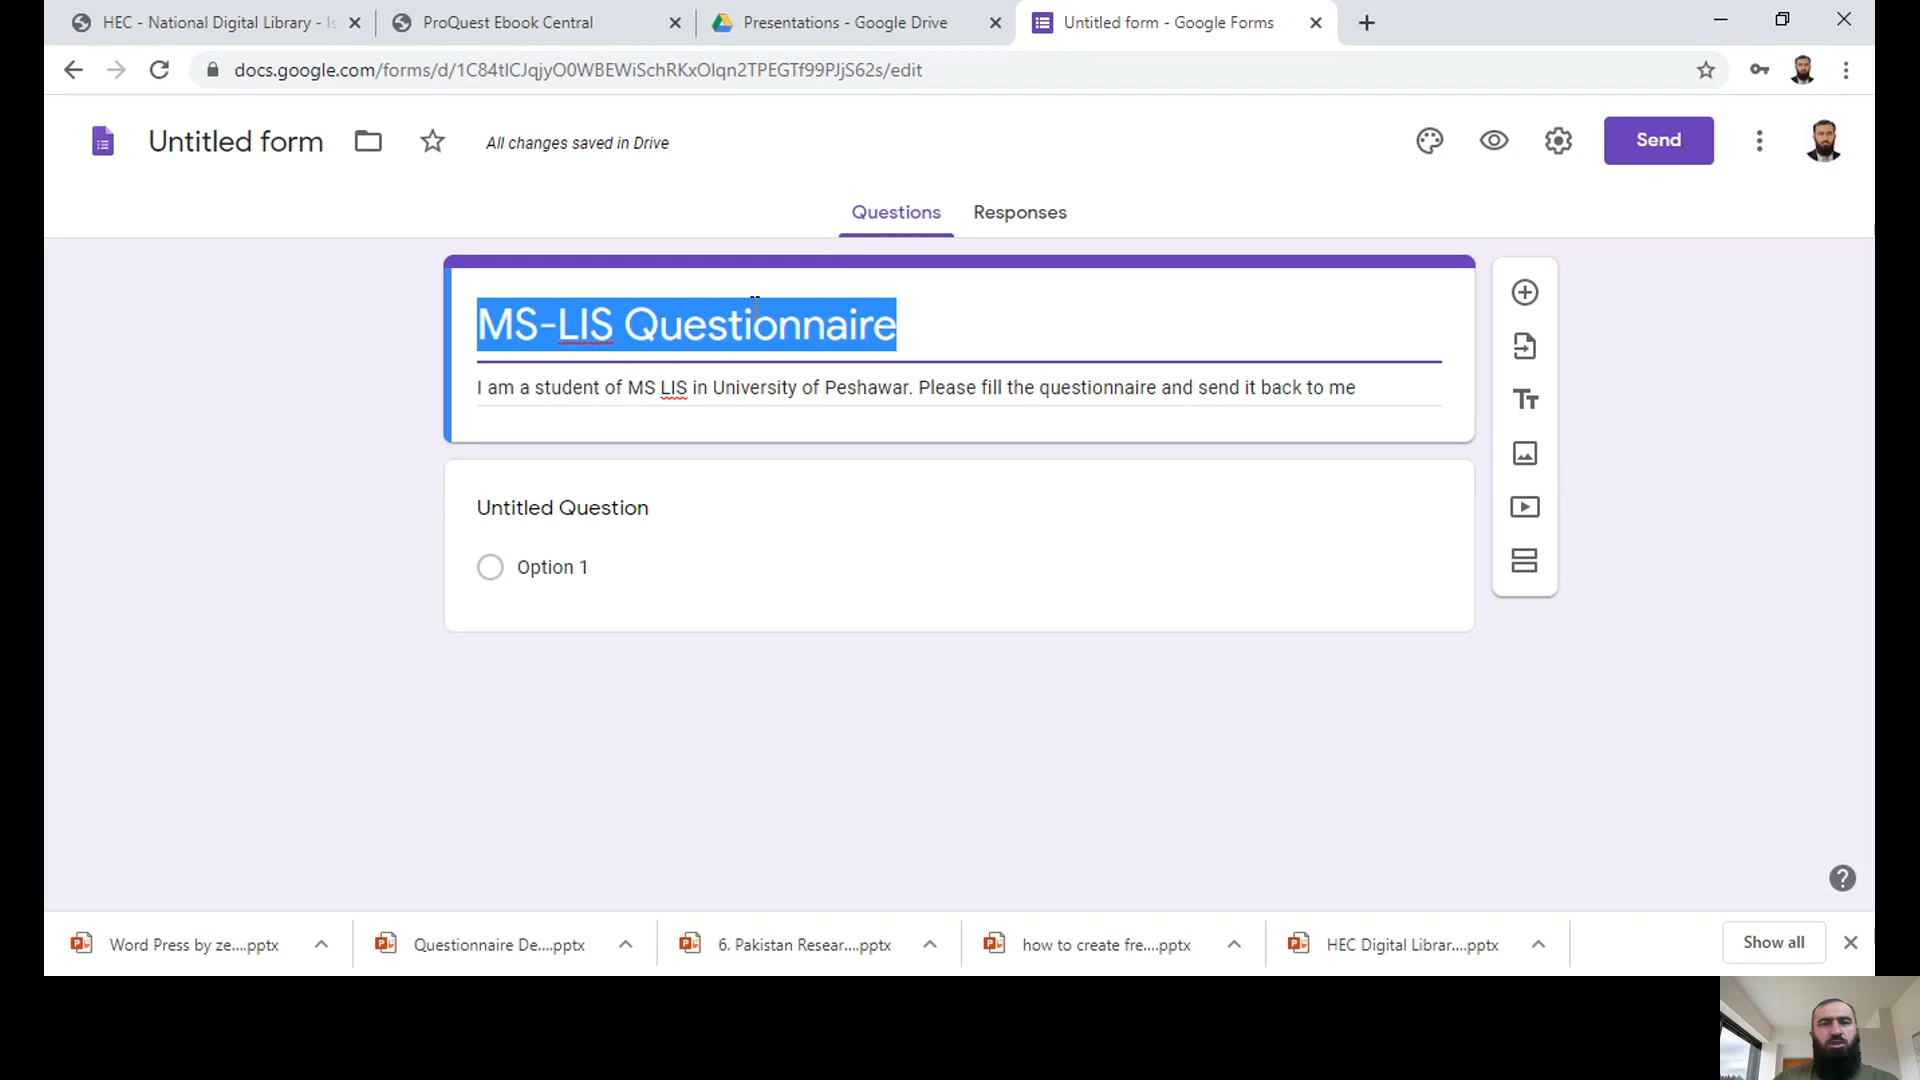 HEC - National Digital Library - Is
ProQuest Ebook Central
Presentations - Google Drive
Untitled form - Google Forms
docs.google.com/forms/d/1C84tlCJqjyO0WBEWiSchRKxOlqn2TPEGTf99PJjS62s/edit
Untitled form
All changes saved in Drive
Send
Questions
Responses
MS-LIS Questionnaire
I am a student of MS LIS in University of Peshawar. Please fill the questionnaire and send it back to me
Untitled Question
Option 1
Word Press by ze....pptx
Questionnaire De....pptx
6. Pakistan Resear....pptx
how to create fre....pptx
HEC Digital Librar....pptx
Show all